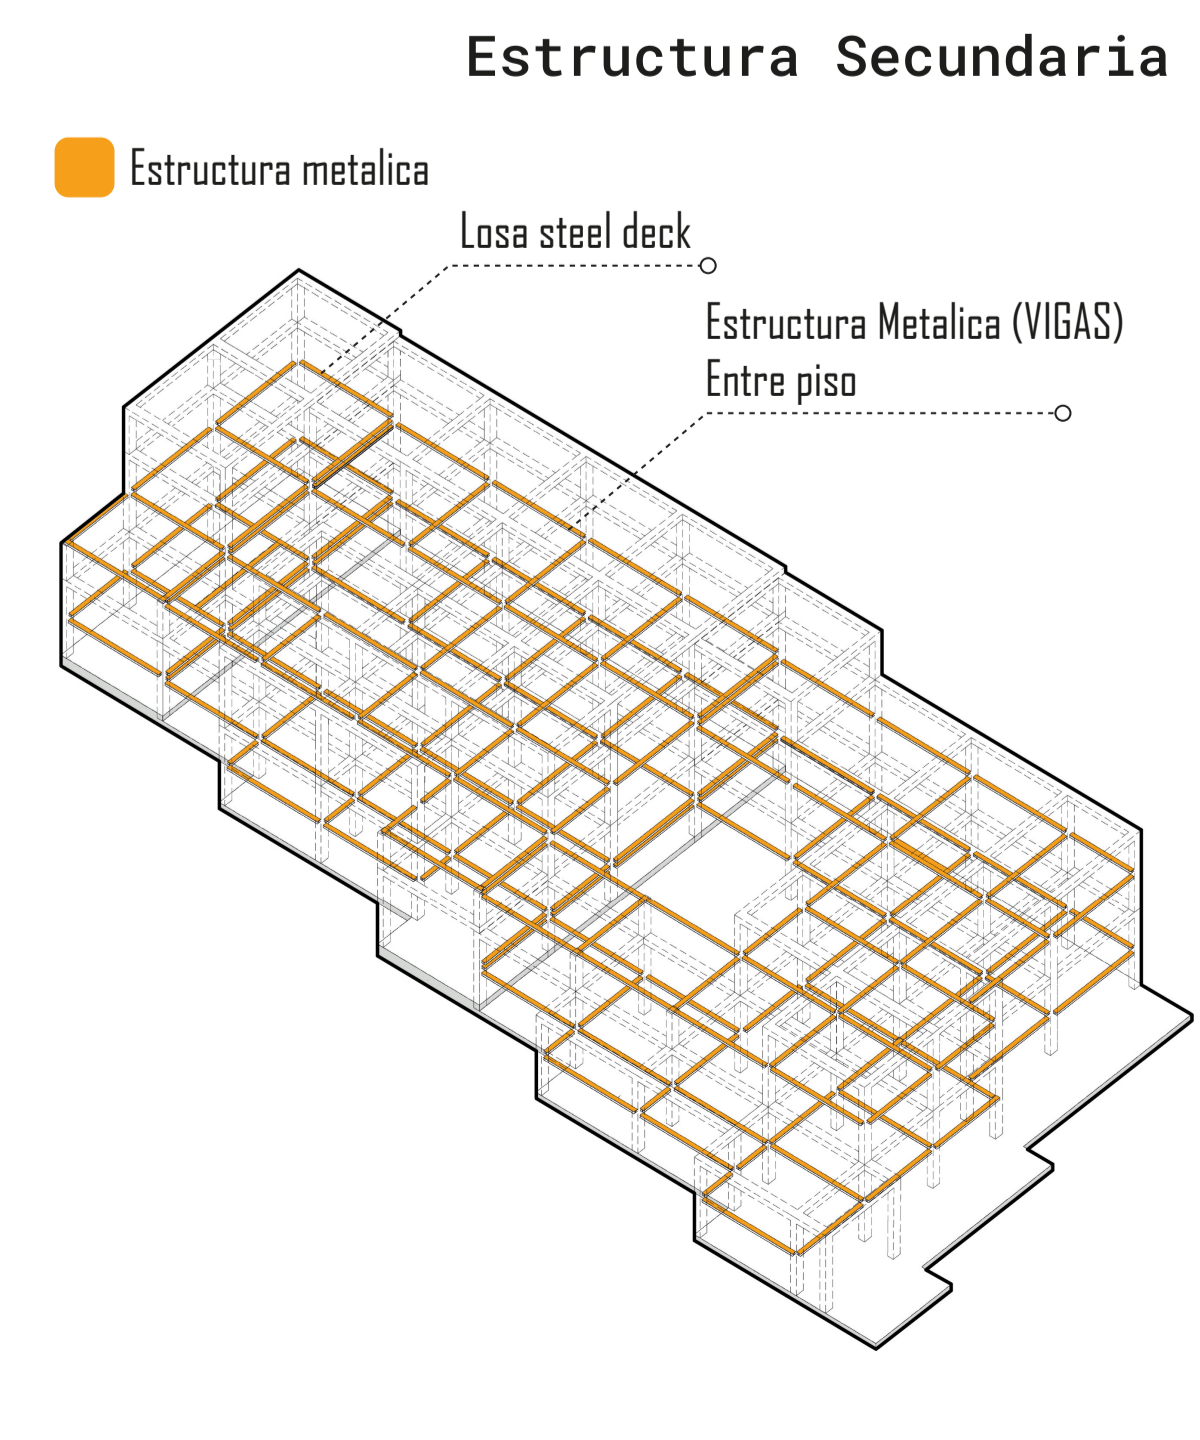 Estructura Secundaria
Estructura metalica
Losa steel deck
Estructura Metalica (VIGAS)
Entre piso